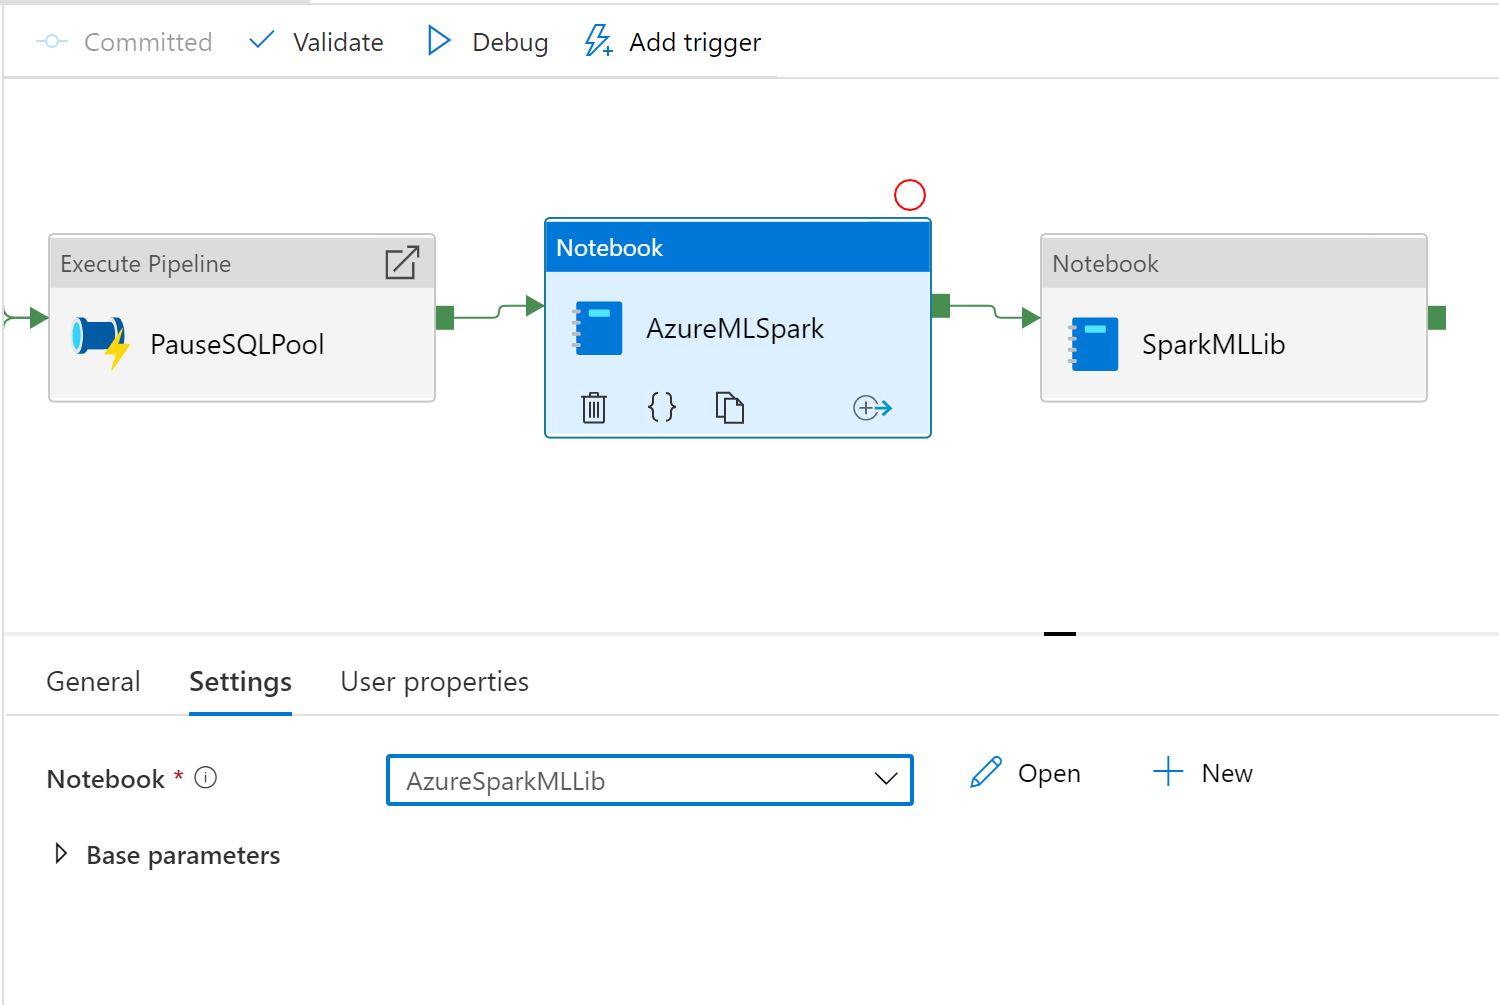 Committed Validate Debug Add trigger
Execute Pipeline
PauseSQLPool
Notebook
AzureMLSpark
Notebook
SparkMLLib
General Settings User properties
Notebook * AzureSparkMLLib Open New
Base parameters